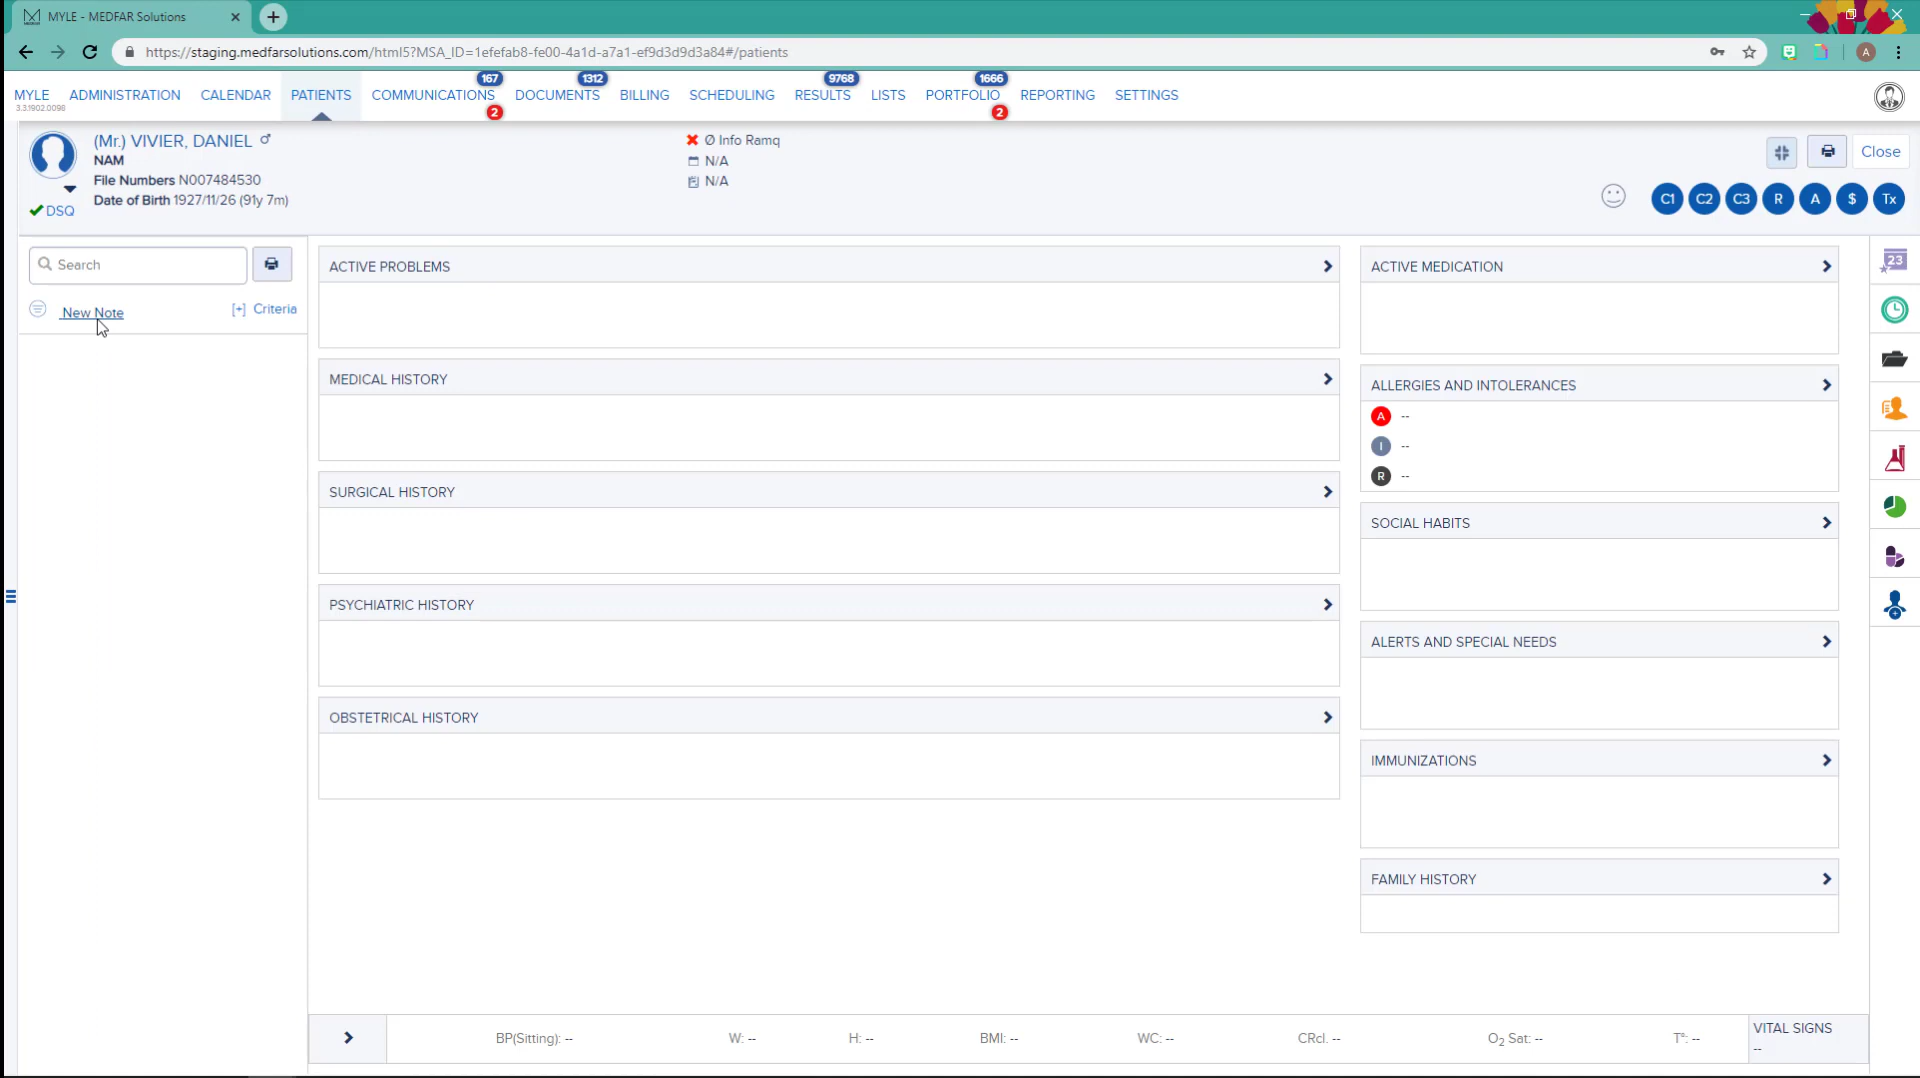 MYLE - MEDFAR Solutions
https://staging.medfarsolutions.com/html5?MSA_ID=1efefab8-fe00-4a1d-a7a1-ef9d3d9d3a84#/patients
A
167 1312 9768 1666
MYLE ADMINISTRATION CALENDAR PATIENTS COMMUNICATIONS DOCUMENTS BILLING SCHEDULING RESULTS LISTS PORTFOLIO REPORTING SETTINGS
3.3.1902.0098
2 2
(Mr.) VIVIER, DANIEL
NAM
File Numbers N007484530
Date of Birth 1927/11/26 (91y 7m)
DSQ
Ø Info Ramq
N/A
N/A
Close
C1 C2 C3 R A $ Tx
Search
New Note
[+] Criteria
ACTIVE PROBLEMS
MEDICAL HISTORY
SURGICAL HISTORY
PSYCHIATRIC HISTORY
OBSTETRICAL HISTORY
ACTIVE MEDICATION
ALLERGIES AND INTOLERANCES
A --
I --
R --
SOCIAL HABITS
ALERTS AND SPECIAL NEEDS
IMMUNIZATIONS
FAMILY HISTORY
23
BP(Sitting): -- W: -- H: -- BMI: -- WC: -- CRcl. -- O2 Sat: -- T°: --
VITAL SIGNS
--